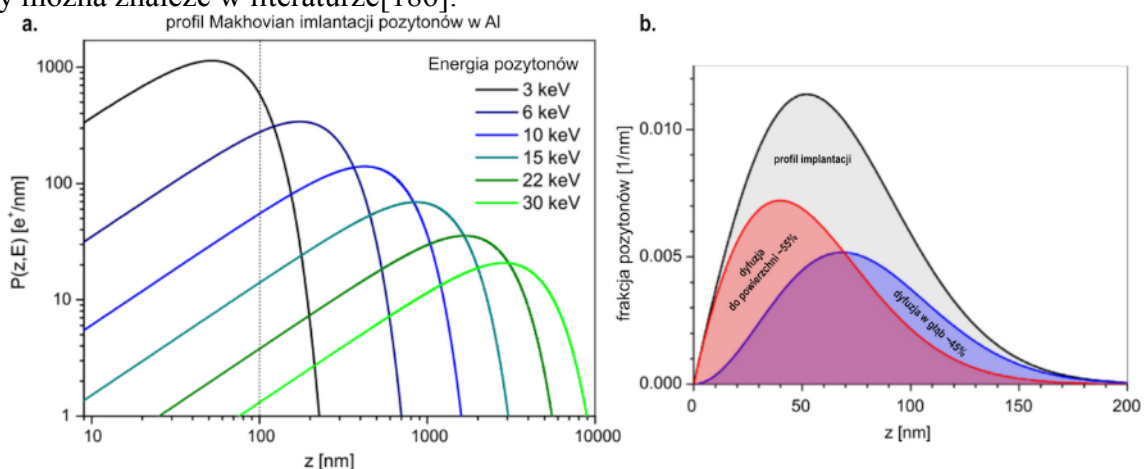 y można znaleźć w literaturze[180].
a.
profil Makhovian imlantacji pozytonów w Al
P(z,E) [e⁺/nm]
1000
100
10
1
Energia pozytonów
3 keV
6 keV
10 keV
15 keV
22 keV
30 keV
10
100
1000
10000
z [nm]
b.
frakcja pozytonów [1/nm]
0.010
0.005
0.000
profil implantacji
dyfuzja
do powierzchni ~55%
dyfuzja w głąb ~45%
0
50
100
150
200
z [nm]